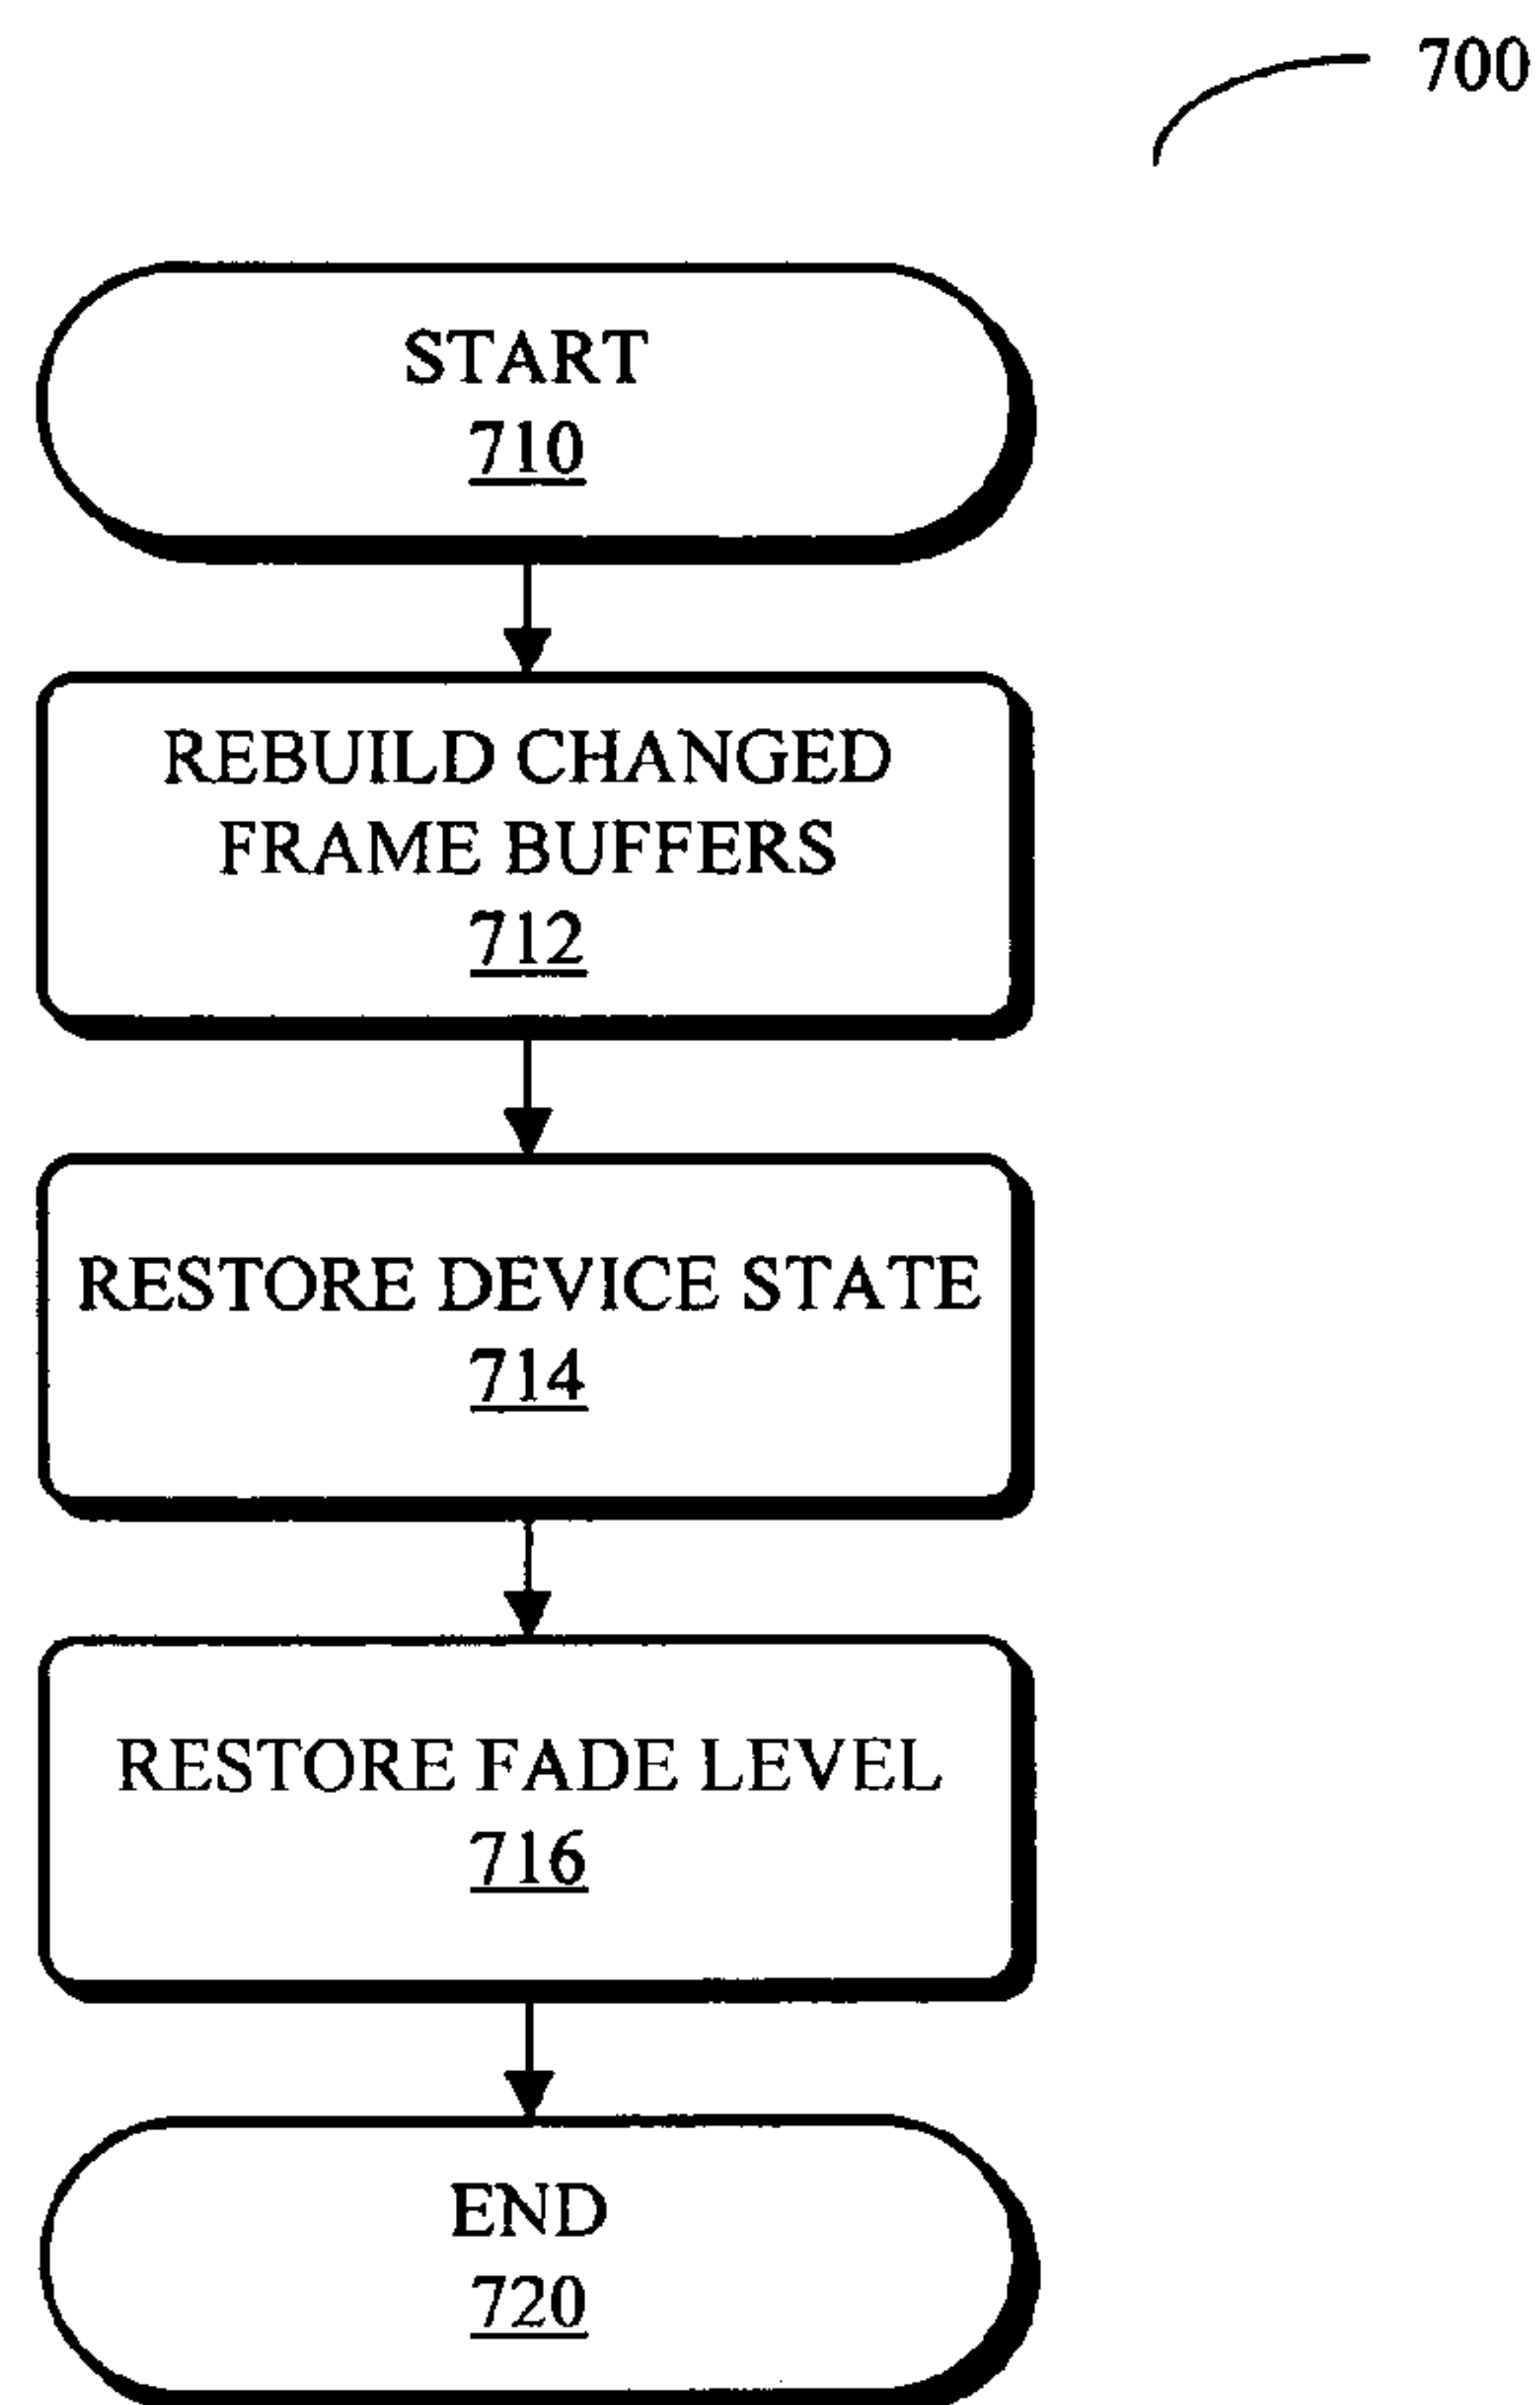 700
START
710
REBUILD CHANGED
FRAME BUFFERS
712
RESTORE DEVICE STATE
714
RESTORE FADE LEVEL
716
END
720